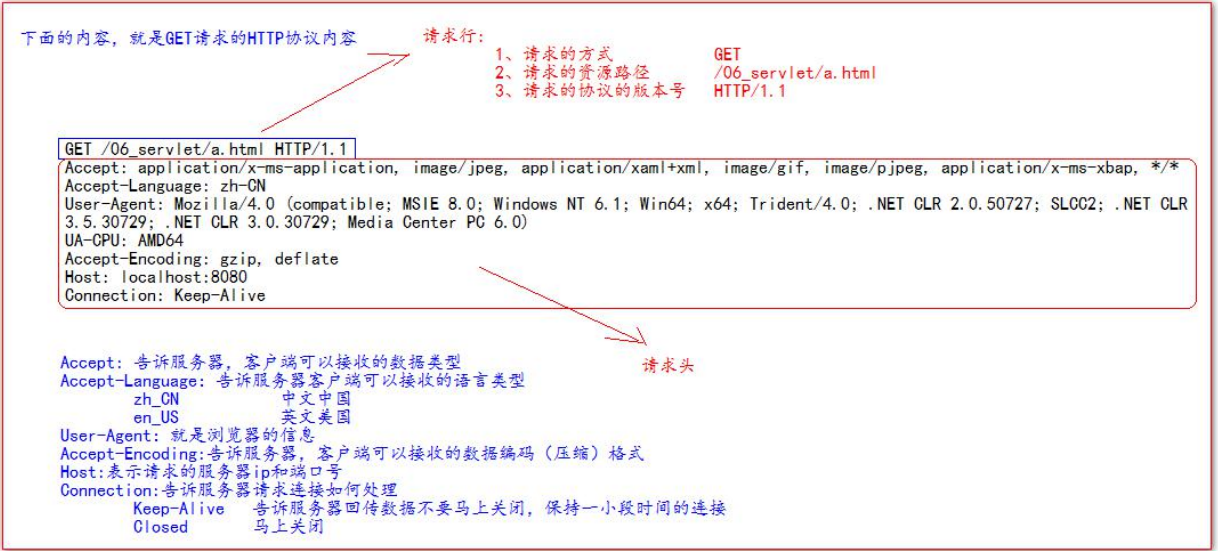 下面的内容，就是GET请求的HTTP协议内容
请求行：
1、请求的方式 GET
2、请求的资源路径 /06_servlet/a.html
3、请求的协议的版本号 HTTP/1.1
GET /06_servlet/a.html HTTP/1.1
Accept: application/x-ms-application, image/jpeg, application/xaml+xml, image/gif, image/pjpeg, application/x-ms-xbap, */*
Accept-Language: zh-CN
User-Agent: Mozilla/4.0 (compatible; MSIE 8.0; Windows NT 6.1; Win64; x64; Trident/4.0; .NET CLR 2.0.50727; SLCC2; .NET CLR
3.5.30729; .NET CLR 3.0.30729; Media Center PC 6.0)
UA-CPU: AMD64
Accept-Encoding: gzip, deflate
Host: localhost:8080
Connection: Keep-Alive
请求头
Accept: 告诉服务器，客户端可以接收的数据类型
Accept-Language: 告诉服务器客户端可以接收的语言类型
zh_CN 中文中国
en_US 英文美国
User-Agent: 就是浏览器的信息
Accept-Encoding:告诉服务器，客户端可以接收的数据编码（压缩）格式
Host:表示请求的服务器ip和端口号
Connection:告诉服务器请求连接如何处理
Keep-Alive 告诉服务器回传数据不要马上关闭，保持一小段时间的连接
Closed 马上关闭